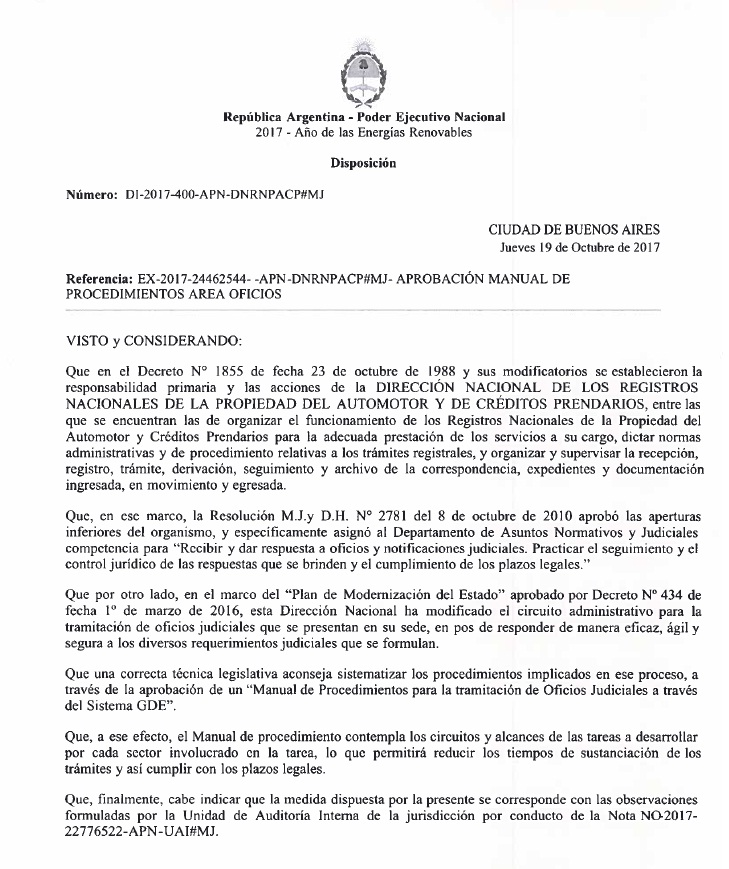 República Argentina - Poder Ejecutivo Nacional
2017 - Año de las Energías Renovables
Disposición
Número: DI-2017-400-APN-DNRNPACP#MJ
CIUDAD DE BUENOS AIRES
Jueves 19 de Octubre de 2017
Referencia: EX-2017-24462544- -APN-DNRNPACP#MJ- APROBACIÓN MANUAL DE
PROCEDIMIENTOS AREA OFICIOS
VISTO y CONSIDERANDO:
Que en el Decreto N° 1855 de fecha 23 de octubre de 1988 y sus modificatorios se establecieron la
responsabilidad primaria y las acciones de la DIRECCIÓN NACIONAL DE LOS REGISTROS
NACIONALES DE LA PROPIEDAD DEL AUTOMOTOR Y DE CRÉDITOS PRENDARIOS, entre las
que se encuentran las de organizar el funcionamiento de los Registros Nacionales de la Propiedad del
Automotor y Créditos Prendarios para la adecuada prestación de los servicios a su cargo, dictar normas
administrativas y de procedimiento relativas a los trámites registrales, y organizar y supervisar la recepción,
registro, trámite, derivación, seguimiento y archivo de la correspondencia, expedientes y documentación
ingresada, en movimiento y egresada.
Que, en ese marco, la Resolución M.J.y D.H. N° 2781 del 8 de octubre de 2010 aprobó las aperturas
inferiores del organismo, y específicamente asignó al Departamento de Asuntos Normativos y Judiciales
competencia para “Recibir y dar respuesta a oficios y notificaciones judiciales. Practicar el seguimiento y el
control jurídico de las respuestas que se brinden y el cumplimiento de los plazos legales.”
Que por otro lado, en el marco del “Plan de Modernización del Estado” aprobado por Decreto N° 434 de
fecha 1° de marzo de 2016, esta Dirección Nacional ha modificado el circuito administrativo para la
tramitación de oficios judiciales que se presentan en su sede, en pos de responder de manera eficaz, ágil y
segura a los diversos requerimientos judiciales que se formulan.
Que una correcta técnica legislativa aconseja sistematizar los procedimientos implicados en ese proceso, a
través de la aprobación de un “Manual de Procedimientos para la tramitación de Oficios Judiciales a través
del Sistema GDE”.
Que, a ese efecto, el Manual de procedimiento contempla los circuitos y alcances de las tareas a desarrollar
por cada sector involucrado en la tarea, lo que permitirá reducir los tiempos de sustanciación de los
trámites y así cumplir con los plazos legales.
Que, finalmente, cabe indicar que la medida dispuesta por la presente se corresponde con las observaciones
formuladas por la Unidad de Auditoría Interna de la jurisdicción por conducto de la Nota NO-2017-
22776522-APN-UAI#MJ.